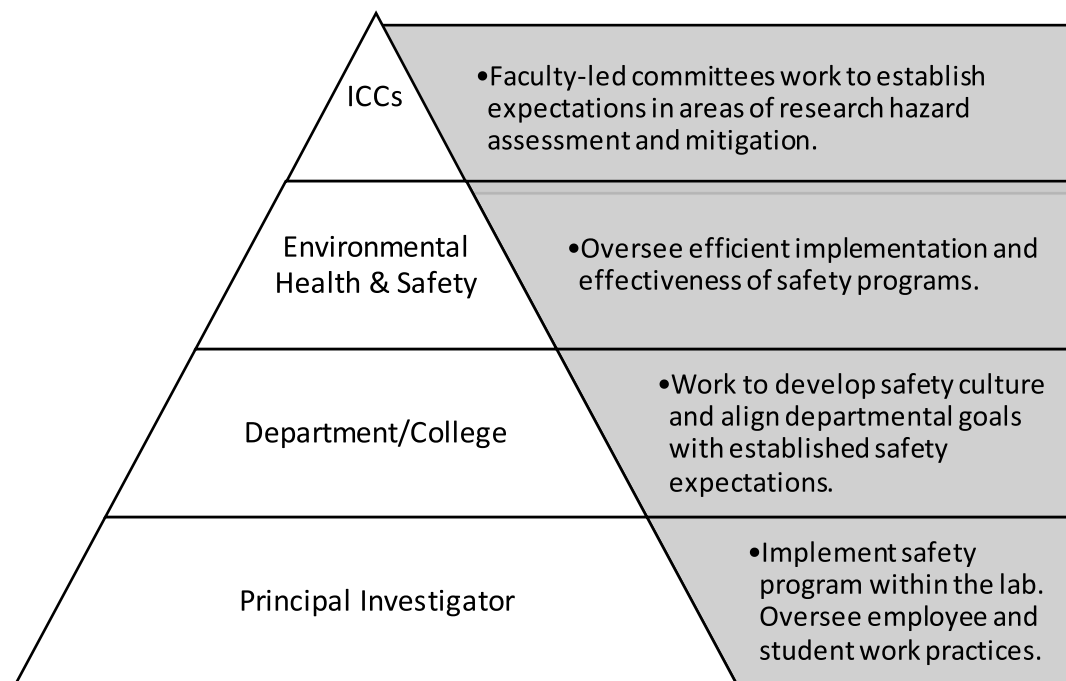 ICCs
•Faculty-led committees work to establish
expectations in areas of research hazard
assessment and mitigation.
Environmental
Health & Safety
•Oversee efficient implementation and
effectiveness of safety programs.
Department/College
•Work to develop safety culture
and align departmental goals
with established safety
expectations.
Principal Investigator
•Implement safety
program within the lab.
Oversee employee and
student work practices.